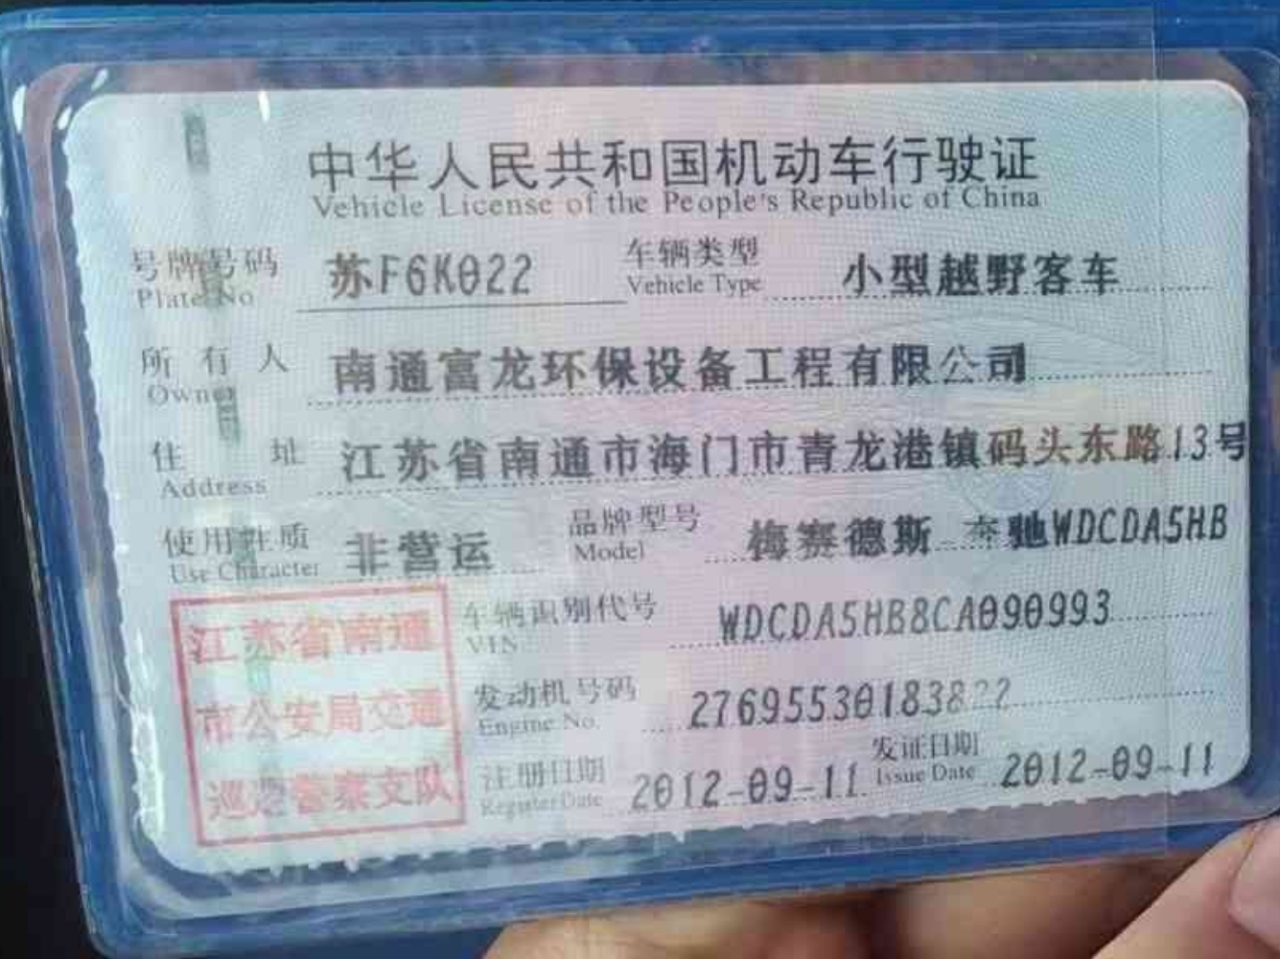 中华人民共和国机动车行驶证
Vehicle License of the People's Republic of China
号牌号码 苏F6K022 车辆类型 小型越野客车
Plate No Vehicle Type
所有人 南通富龙环保设备工程有限公司
Owner
住址 江苏省南通市海门市青龙港镇码头东路13号
Address
使用性质 非营运 品牌型号 梅赛德斯 奔驰WDCDA5HB
Use Character Model
江苏省南通 车辆识别代号 WDCDA5HB8CA090993
VIN
市公安局交通 发动机号码 27695530183822
Engine No.
巡逻警察支队 注册日期 2012-09-11 发证日期 2012-09-11
Register Date Issue Date